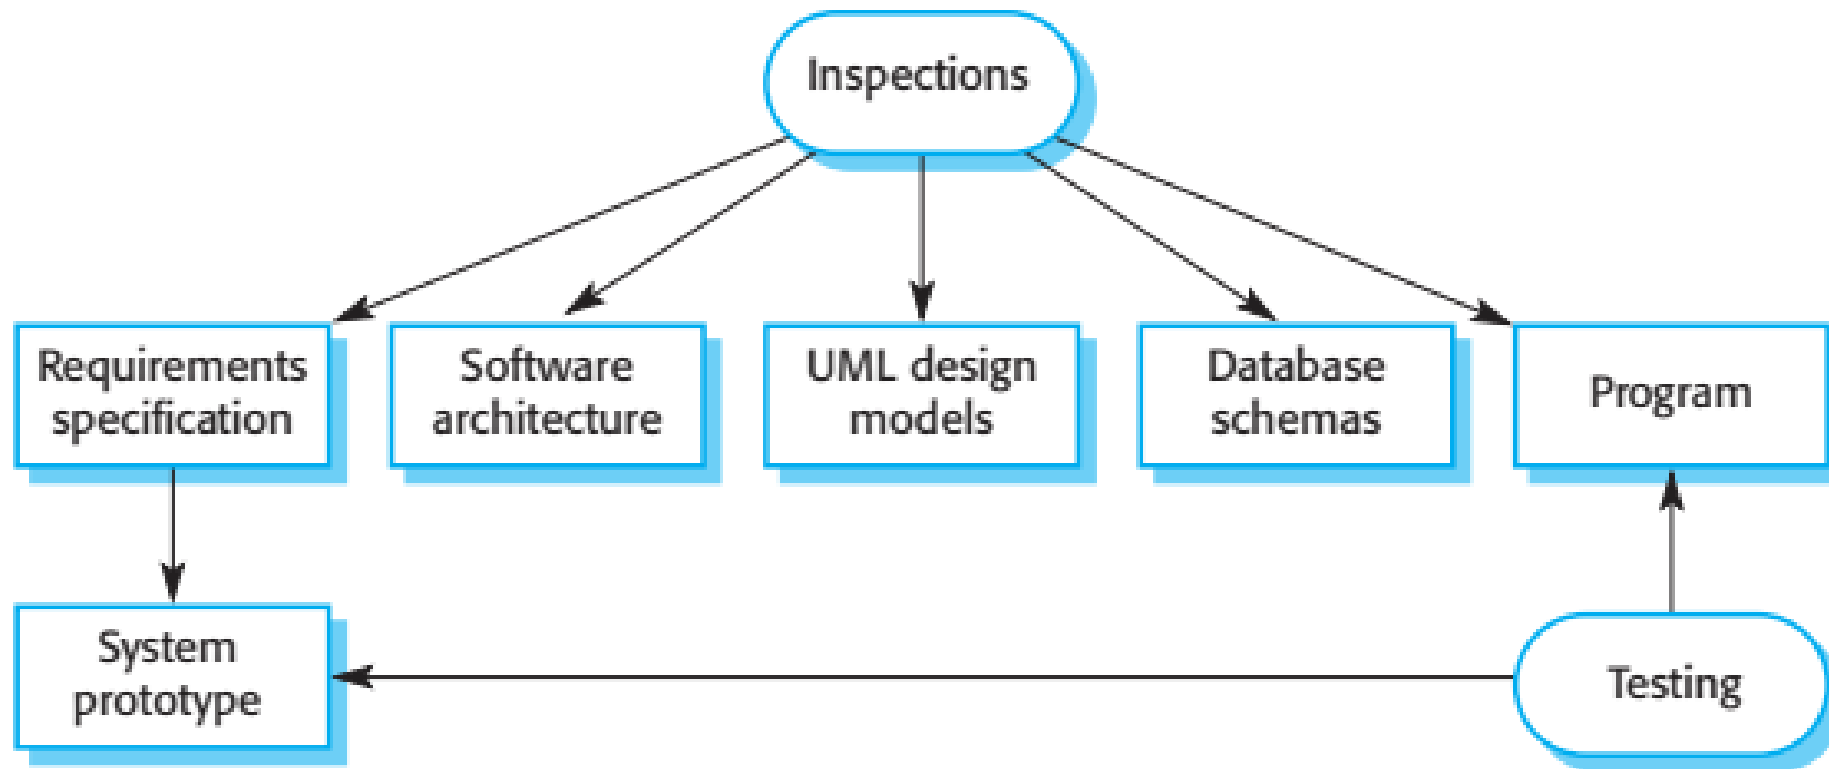 Inspections
Requirements
specification
Software
architecture
UML design
models
Database
schemas
Program
System
prototype
Testing